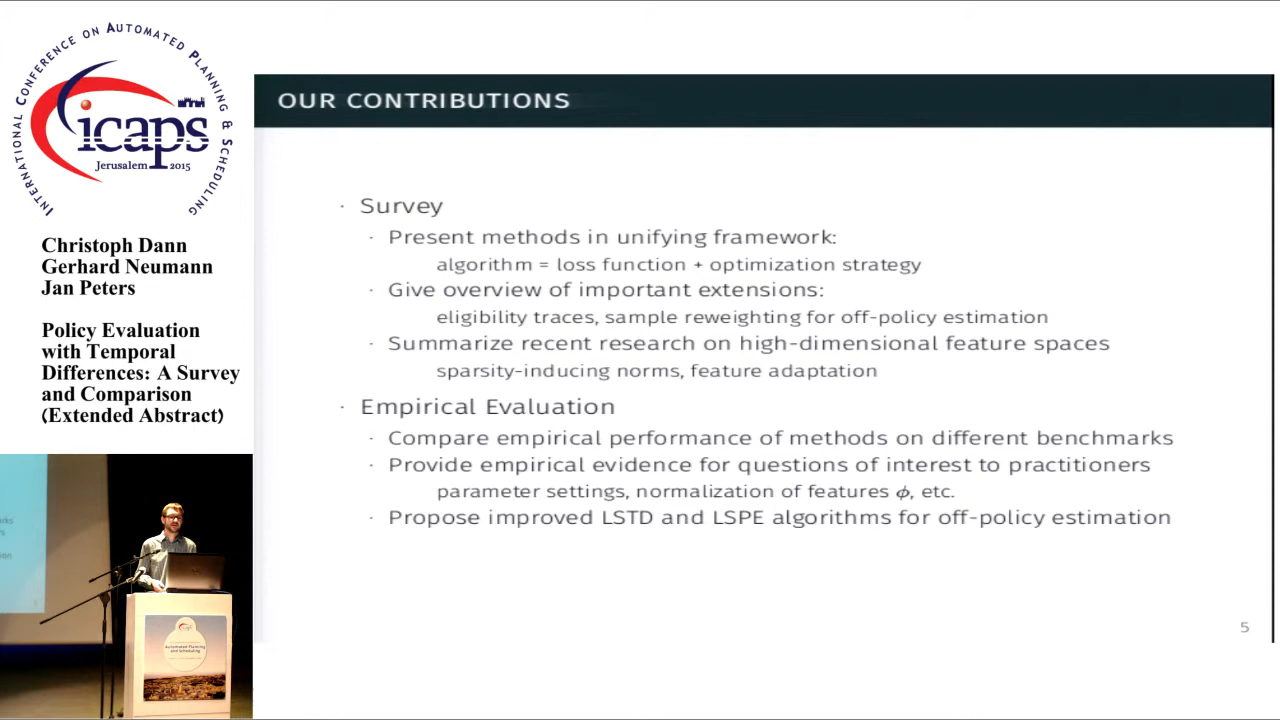 INTERNATIONAL CONFERENCE ON AUTOMATED PLANNING & SCHEDULING
icaps
Jerusalem 2015
Christoph Dann
Gerhard Neumann
Jan Peters
Policy Evaluation
with Temporal
Differences: A Survey
and Comparison
(Extended Abstract)
OUR CONTRIBUTIONS
· Survey
· Present methods in unifying framework:
algorithm = loss function + optimization strategy
· Give overview of important extensions:
eligibility traces, sample reweighting for off-policy estimation
· Summarize recent research on high-dimensional feature spaces
sparsity-inducing norms, feature adaptation
· Empirical Evaluation
· Compare empirical performance of methods on different benchmarks
· Provide empirical evidence for questions of interest to practitioners
parameter settings, normalization of features ϕ, etc.
· Propose improved LSTD and LSPE algorithms for off-policy estimation
5
icaps
Automated Planning
and Scheduling